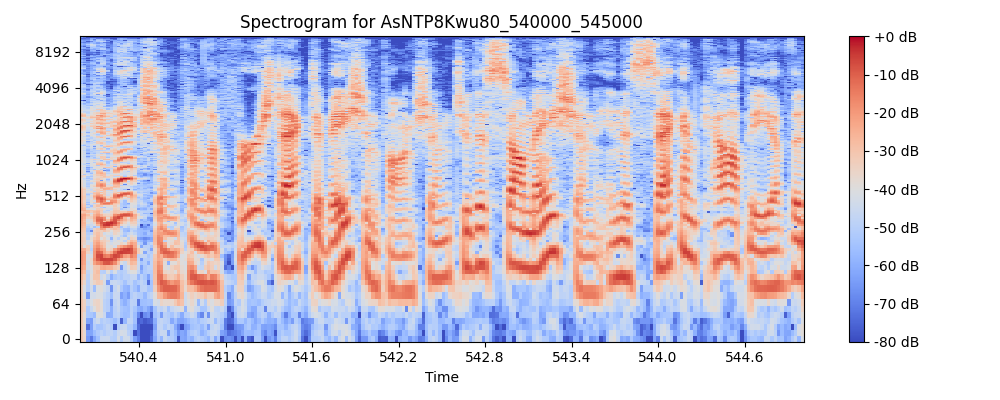 Spectrogram for AsNTP8Kwu80_540000_545000
8192
4096
2048
1024
512
256
128
64
0
Hz
540.4 541.0 541.6 542.2 542.8 543.4 544.0 544.6
Time
+0 dB
-10 dB
-20 dB
-30 dB
-40 dB
-50 dB
-60 dB
-70 dB
-80 dB